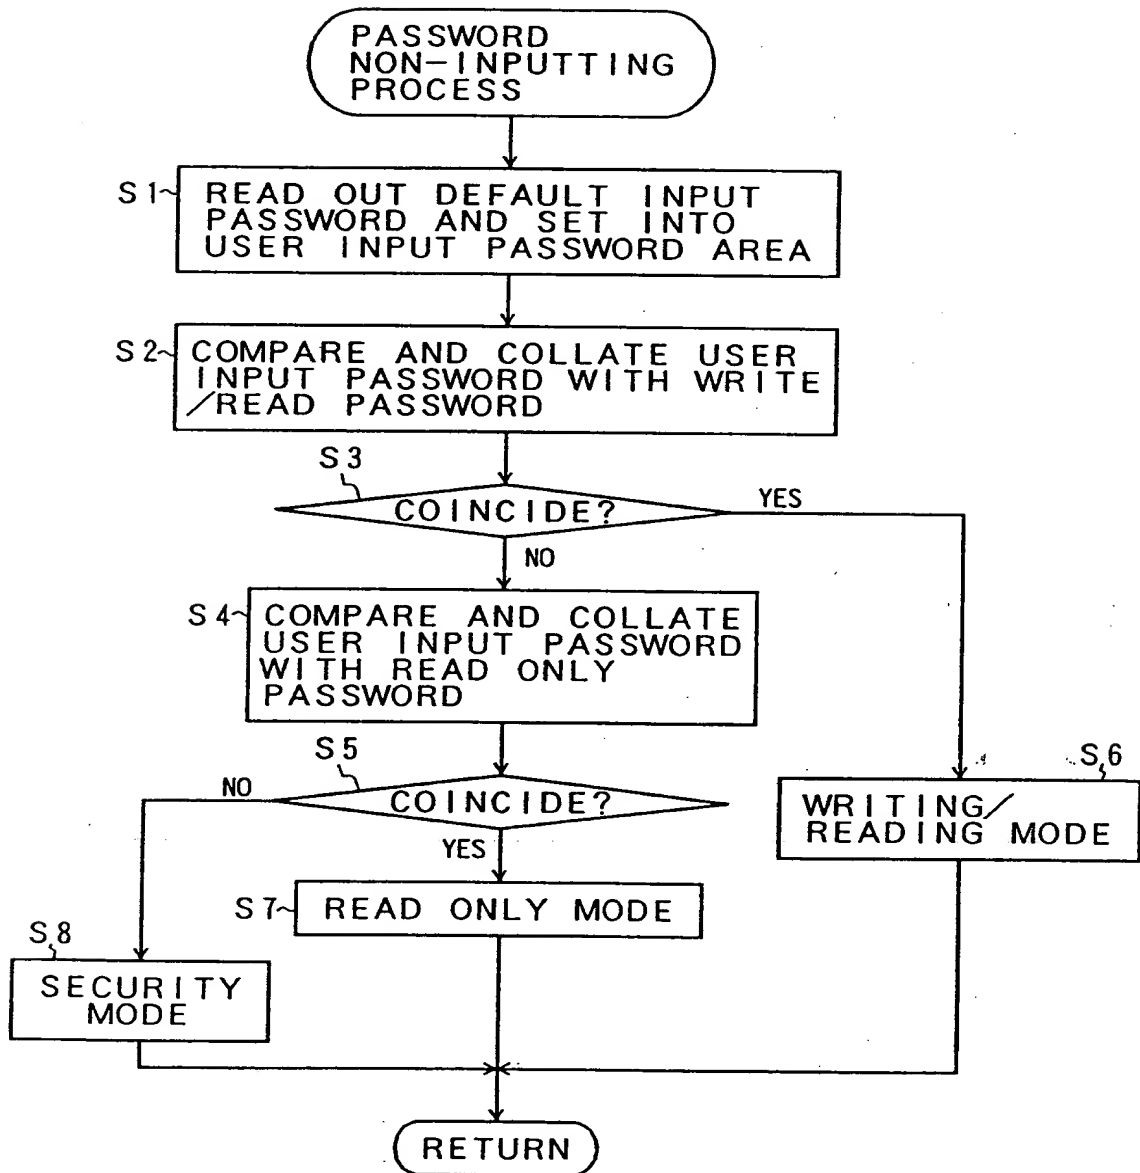 PASSWORD
NON-INPUTTING
PROCESS
S1
READ OUT DEFAULT INPUT
PASSWORD AND SET INTO
USER INPUT PASSWORD AREA
S2
COMPARE AND COLLATE USER
INPUT PASSWORD WITH WRITE
/READ PASSWORD
S3
COINCIDE?
YES
NO
S4
COMPARE AND COLLATE
USER INPUT PASSWORD
WITH READ ONLY
PASSWORD
S5
COINCIDE?
NO
YES
S6
WRITING/
READING MODE
S7
READ ONLY MODE
S8
SECURITY
MODE
RETURN